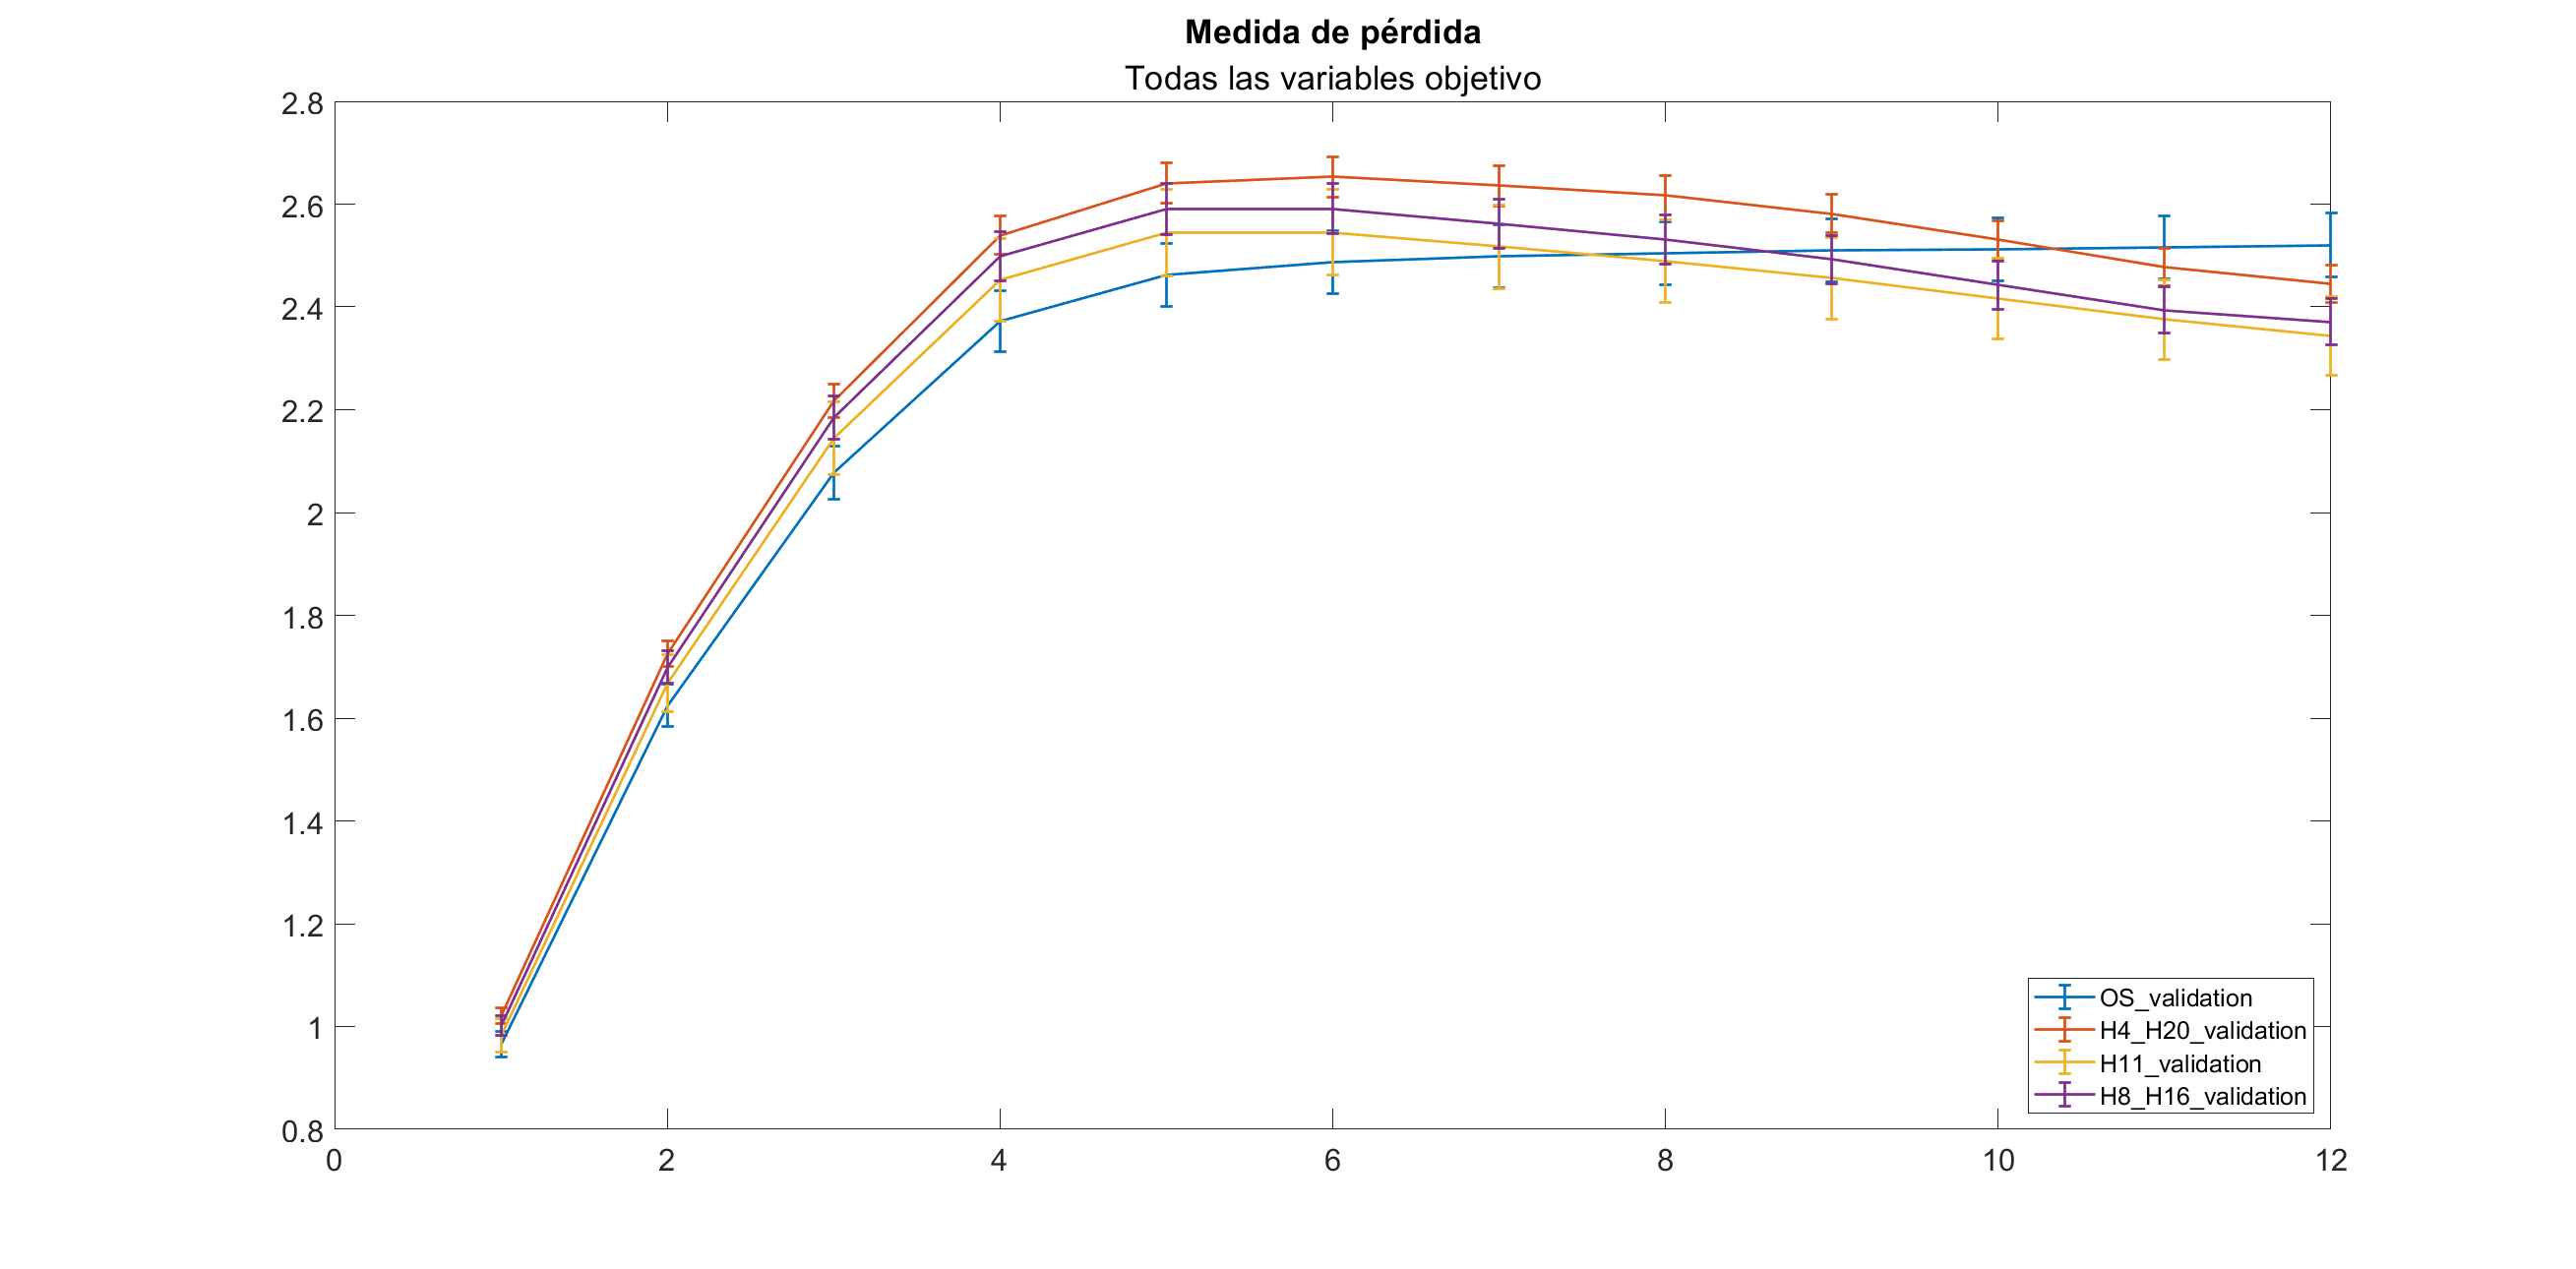 Medida de pérdida
Todas las variables objetivo
2.8
2.6
2.4
2.2
2
1.8
1.6
1.4
1.2
1
0.8
0 2 4 6 8 10 12
OS_validation
H4_H20_validation
H11_validation
H8_H16_validation